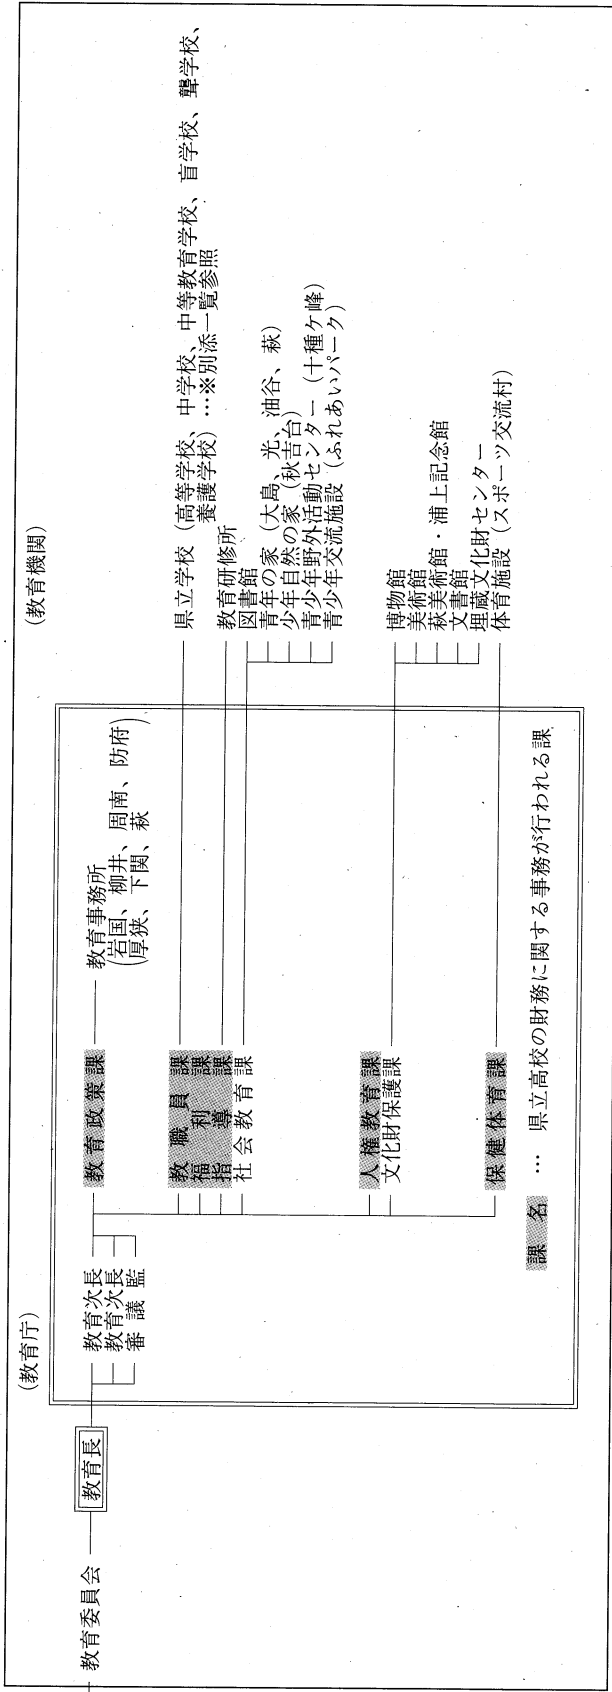 (教育庁)
(教育機関)
教育委員会
教育長
教育次長
教育次長
審議監
教育政策課
教育事務所
(岩国、柳井、周南、防府
厚狭、下関、萩)
教職員課
福利課
指導課
社会教育課
県立学校(高等学校、中学校、中等教育学校、盲学校、聾学校、
養護学校)…※別添一覧参照
教育研修所
図書館
青年の家(大島、光、油谷、萩)
少年自然の家(秋吉台)
青少年野外活動センター(十種ケ峰)
青少年交流施設(ふれあいパーク)
人権教育課
文化財保護課
博物館
美術館
萩美術館・浦上記念館
文書館
埋蔵文化財センター
保健体育課
体育施設(スポーツ交流村)
課名 … 県立高校の財務に関する事務が行われる課